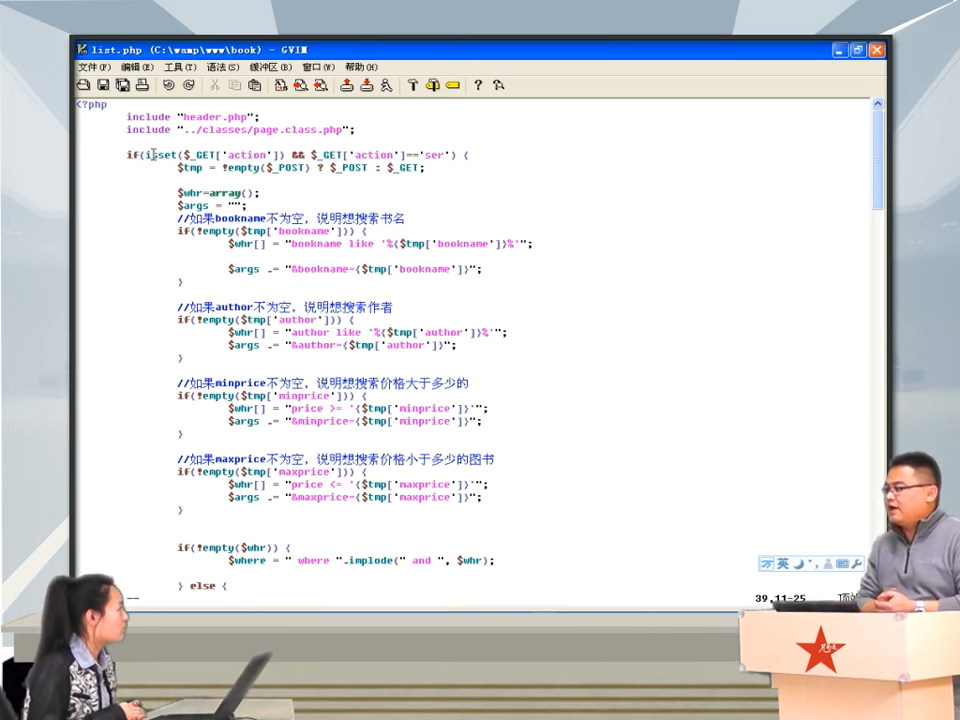 list.php (C:\wamp\www\book) - GVIM
文件(F) 编辑(E) 工具(T) 语法(S) 缓冲区(B) 窗口(W) 帮助(H)
<?php
include "header.php";
include "../classes/page.class.php";
if(isset($_GET['action']) && $_GET['action']=='ser') {
$tmp = !empty($_POST) ? $_POST : $_GET;
$whr=array();
$args = "";
//如果bookname不为空，说明想搜索书名
if(!empty($tmp['bookname'])) {
$whr[] = "bookname like '%{$tmp['bookname']}%'";
$args .= "&bookname={$tmp['bookname']}";
}
//如果author不为空，说明想搜索作者
if(!empty($tmp['author'])) {
$whr[] = "author like '%{$tmp['author']}%'";
$args .= "&author={$tmp['author']}";
}
//如果minprice不为空，说明想搜索价格大于多少的
if(!empty($tmp['minprice'])) {
$whr[] = "price >= '{$tmp['minprice']}'";
$args .= "&minprice={$tmp['minprice']}";
}
//如果maxprice不为空，说明想搜索价格小于多少的图书
if(!empty($tmp['maxprice'])) {
$whr[] = "price <= '{$tmp['maxprice']}'";
$args .= "&maxprice={$tmp['maxprice']}";
}
if(!empty($whr)) {
$where = " where ".implode(" and ", $whr);
} else {
英
--
39,11-25